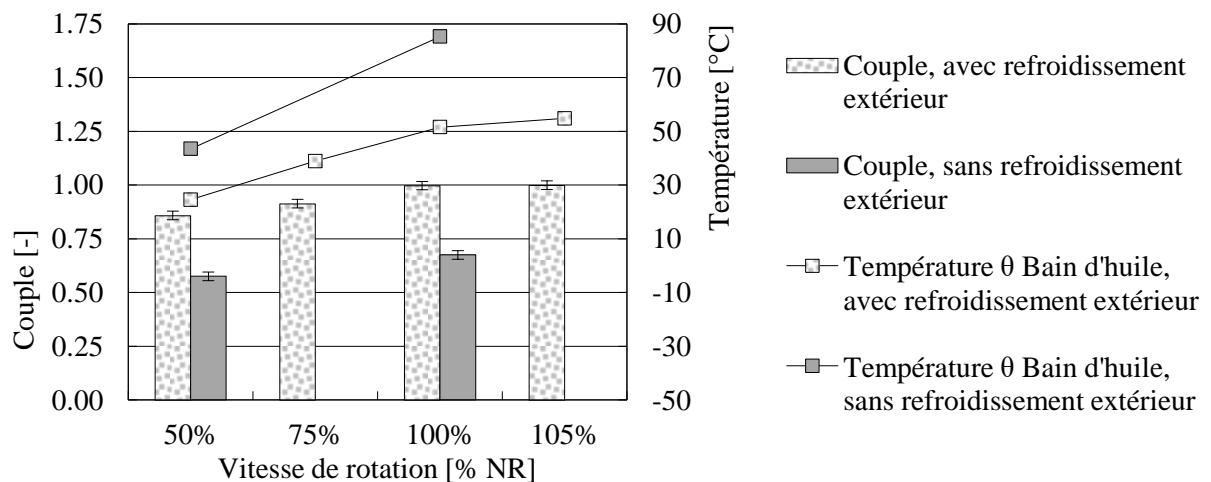 1.75
1.50
1.25
1.00
0.75
0.50
0.25
0.00
Couple [-]
90
70
50
30
10
-10
-30
-50
Température [°C]
50%
75%
100%
105%
Vitesse de rotation [% NR]
Couple, avec refroidissement
extérieur
Couple, sans refroidissement
extérieur
Température θ Bain d'huile,
avec refroidissement extérieur
Température θ Bain d'huile,
sans refroidissement extérieur